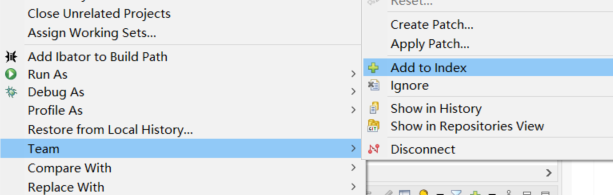 Close Unrelated Projects
Assign Working Sets...
Add Ibator to Build Path
Run As
Debug As
Profile As
Restore from Local History...
Team
Compare With
Replace With
Reset...
Create Patch...
Apply Patch...
Add to Index
Ignore
Show in History
Show in Repositories View
Disconnect